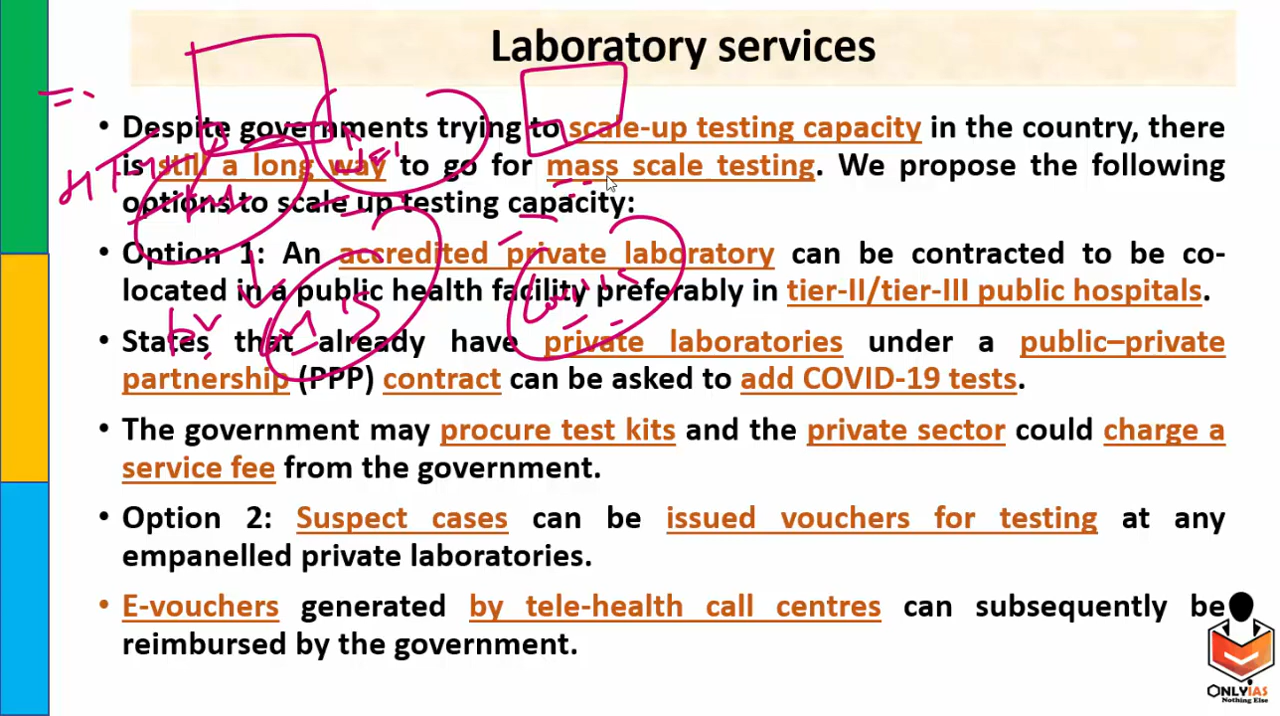 Laboratory services
• Despite governments trying to scale-up testing capacity in the country, there
is still a long way to go for mass scale testing. We propose the following
options to scale up testing capacity:
• Option 1: An accredited private laboratory can be contracted to be co-
located in a public health facility preferably in tier-II/tier-III public hospitals.
• States that already have private laboratories under a public–private
partnership (PPP) contract can be asked to add COVID-19 tests.
• The government may procure test kits and the private sector could charge a
service fee from the government.
• Option 2: Suspect cases can be issued vouchers for testing at any
empanelled private laboratories.
• E-vouchers generated by tele-health call centres can subsequently be
reimbursed by the government.
ONLYIAS
Nothing Else